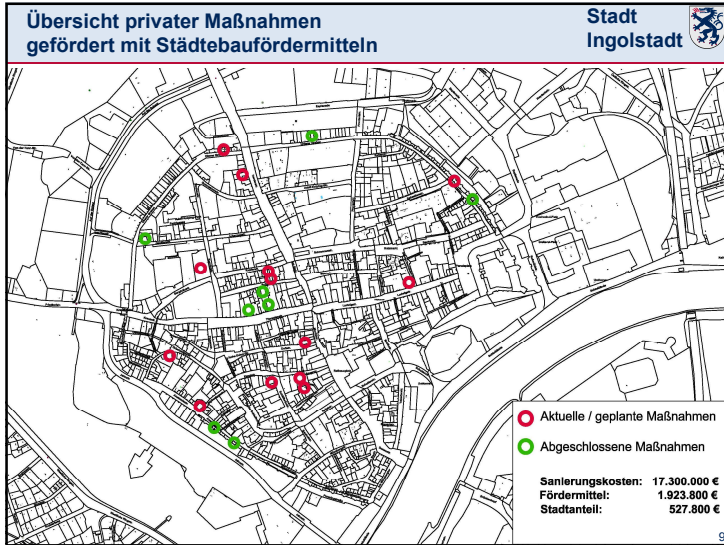 Übersicht privater Maßnahmen
gefördert mit Städtebaufördermitteln
Stadt
Ingolstadt
Aktuelle / geplante Maßnahmen
Abgeschlossene Maßnahmen
Sanierungskosten: 17.300.000 €
Fördermittel: 1.923.800 €
Stadtanteil: 527.800 €
9